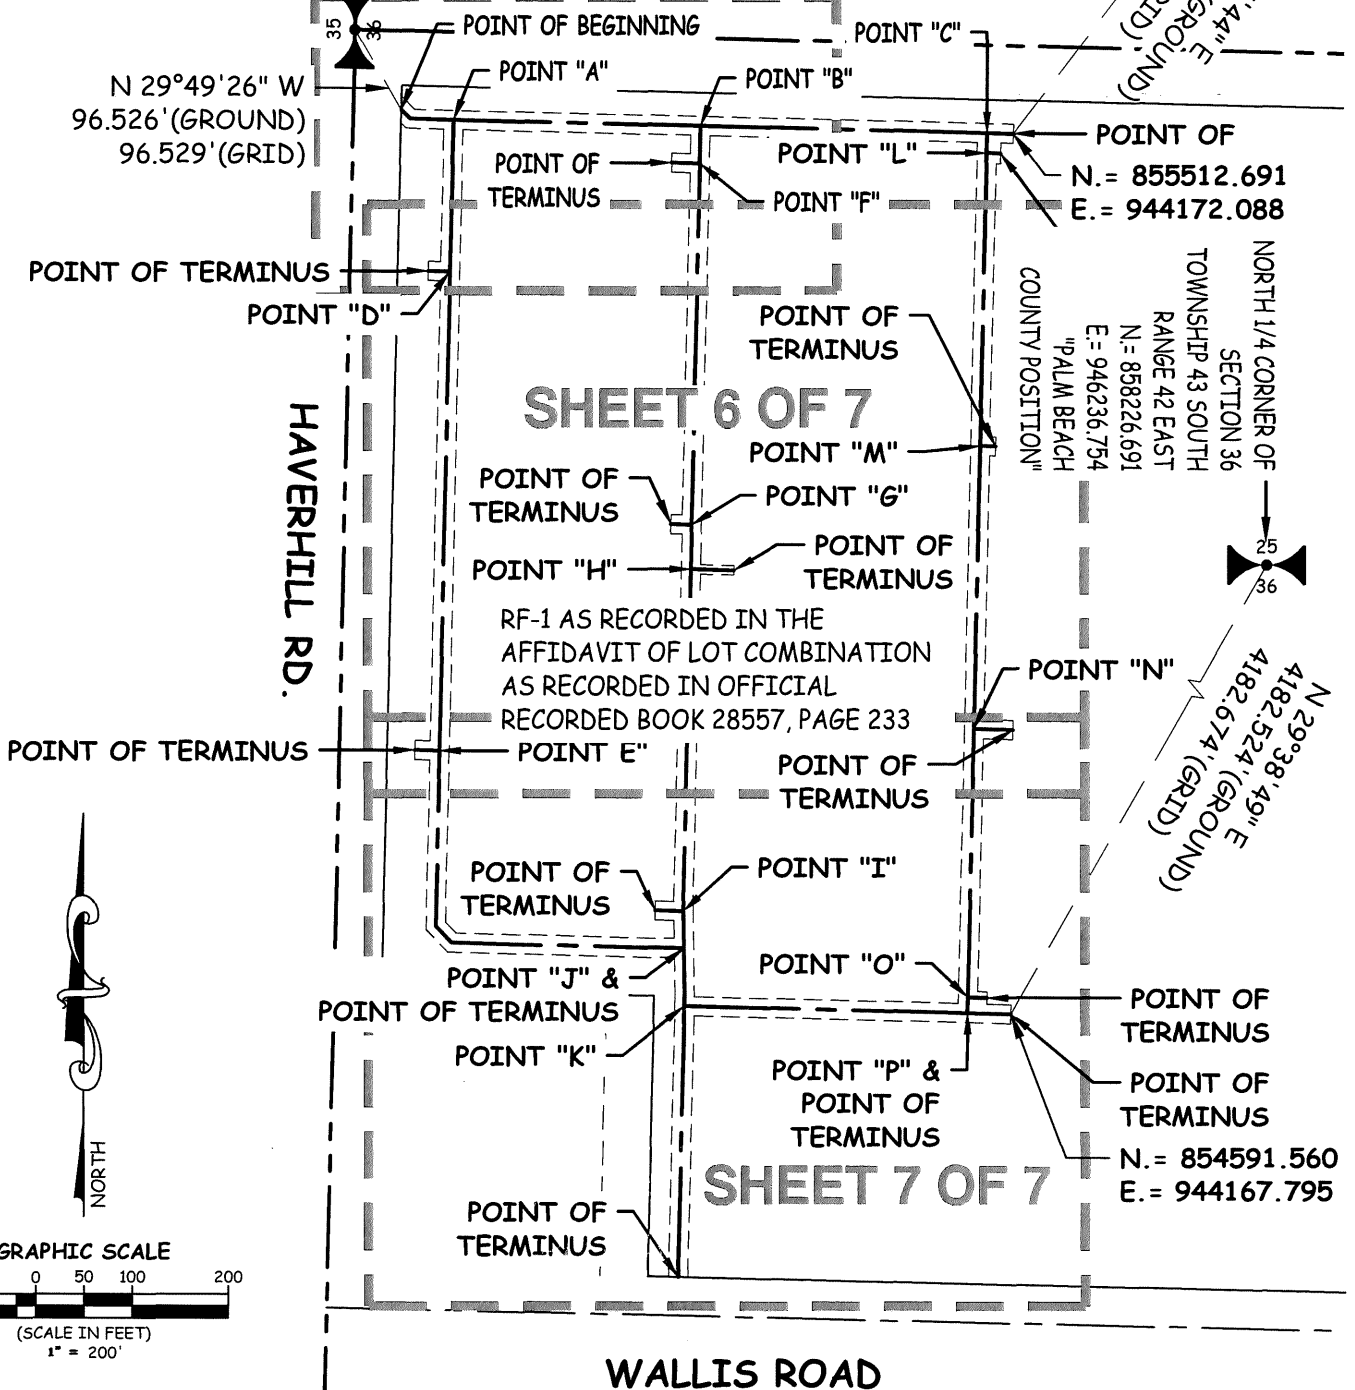 35
36
POINT OF BEGINNING
POINT "C"
'44" E
(GROUND)
RID)
N 29°49'26" W
96.526'(GROUND)
96.529'(GRID)
POINT "A"
POINT "B"
POINT OF
TERMINUS
POINT "L"
POINT "F"
POINT OF
N.= 855512.691
E.= 944172.088
POINT OF TERMINUS
POINT "D"
POINT OF
TERMINUS
NORTH 1/4 CORNER OF
SECTION 36
TOWNSHIP 43 SOUTH
RANGE 42 EAST
N.= 858226.691
E.= 946236.754
"PALM BEACH
COUNTY POSITION"
SHEET 6 OF 7
HAVERHILL RD.
POINT "M"
POINT OF
TERMINUS
POINT "G"
POINT "H"
POINT OF
TERMINUS
25
36
RF-1 AS RECORDED IN THE
AFFIDAVIT OF LOT COMBINATION
AS RECORDED IN OFFICIAL
RECORDED BOOK 28557, PAGE 233
POINT "N"
N 29°38'49" E
4182.524'(GROUND)
4182.674'(GRID)
POINT OF TERMINUS
POINT E"
POINT OF
TERMINUS
POINT OF
TERMINUS
POINT "I"
POINT "J" &
POINT OF TERMINUS
POINT "O"
POINT OF
TERMINUS
POINT "K"
POINT "P" &
POINT OF
TERMINUS
POINT OF
TERMINUS
N.= 854591.560
E.= 944167.795
NORTH
SHEET 7 OF 7
POINT OF
TERMINUS
GRAPHIC SCALE
0 50 100 200
(SCALE IN FEET)
1" = 200'
WALLIS ROAD